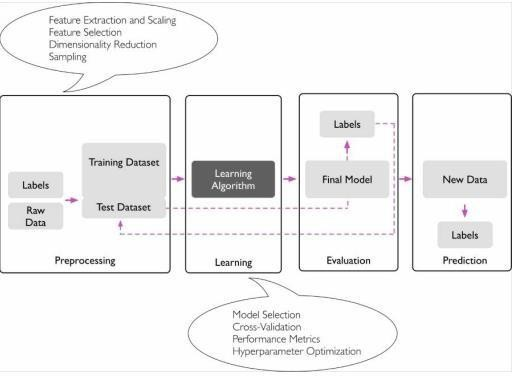 Feature Extraction and Scaling
Feature Selection
Dimensionality Reduction
Sampling
Labels
Raw
Data
Training Dataset
Test Dataset
Preprocessing
Learning
Algorithm
Learning
Labels
Final Model
Evaluation
New Data
Labels
Prediction
Model Selection
Cross-Validation
Performance Metrics
Hyperparameter Optimization